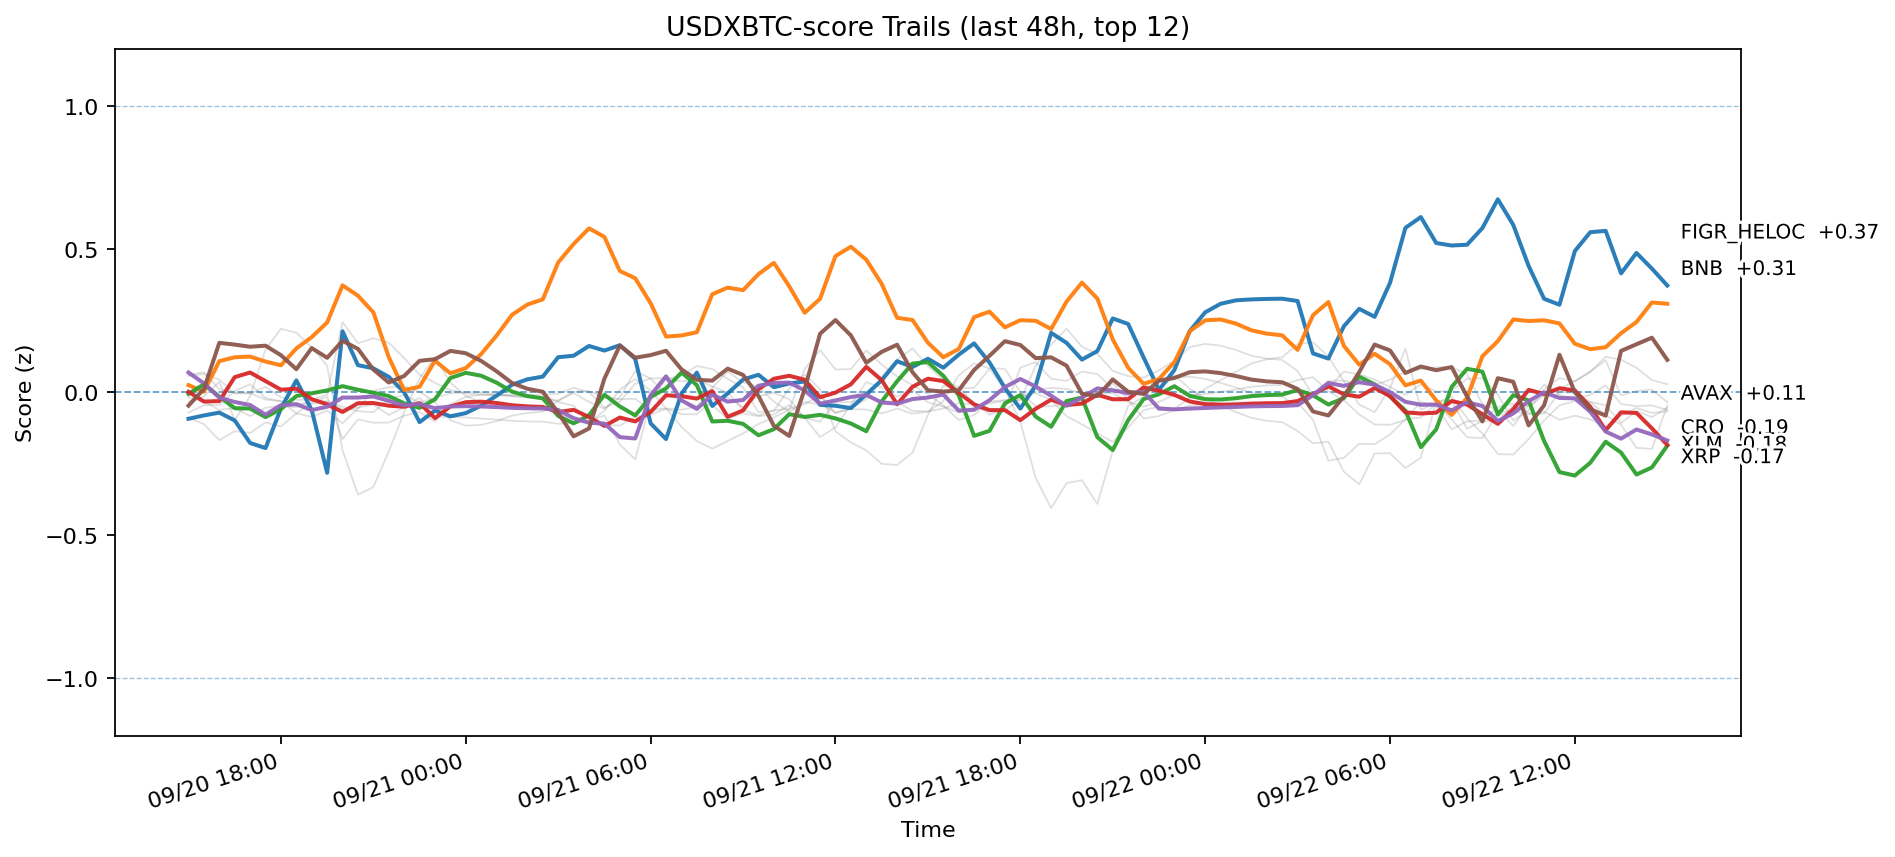 USDXBTC-score Trails (last 48h, top 12)
Score (z)
1.0
0.5
0.0
−0.5
−1.0
FIGR_HELOC +0.37
BNB +0.31
AVAX +0.11
CRO -0.19
XLM -0.18
XRP -0.17
09/20 18:00
09/21 00:00
09/21 06:00
09/21 12:00
09/21 18:00
09/22 00:00
09/22 06:00
09/22 12:00
Time